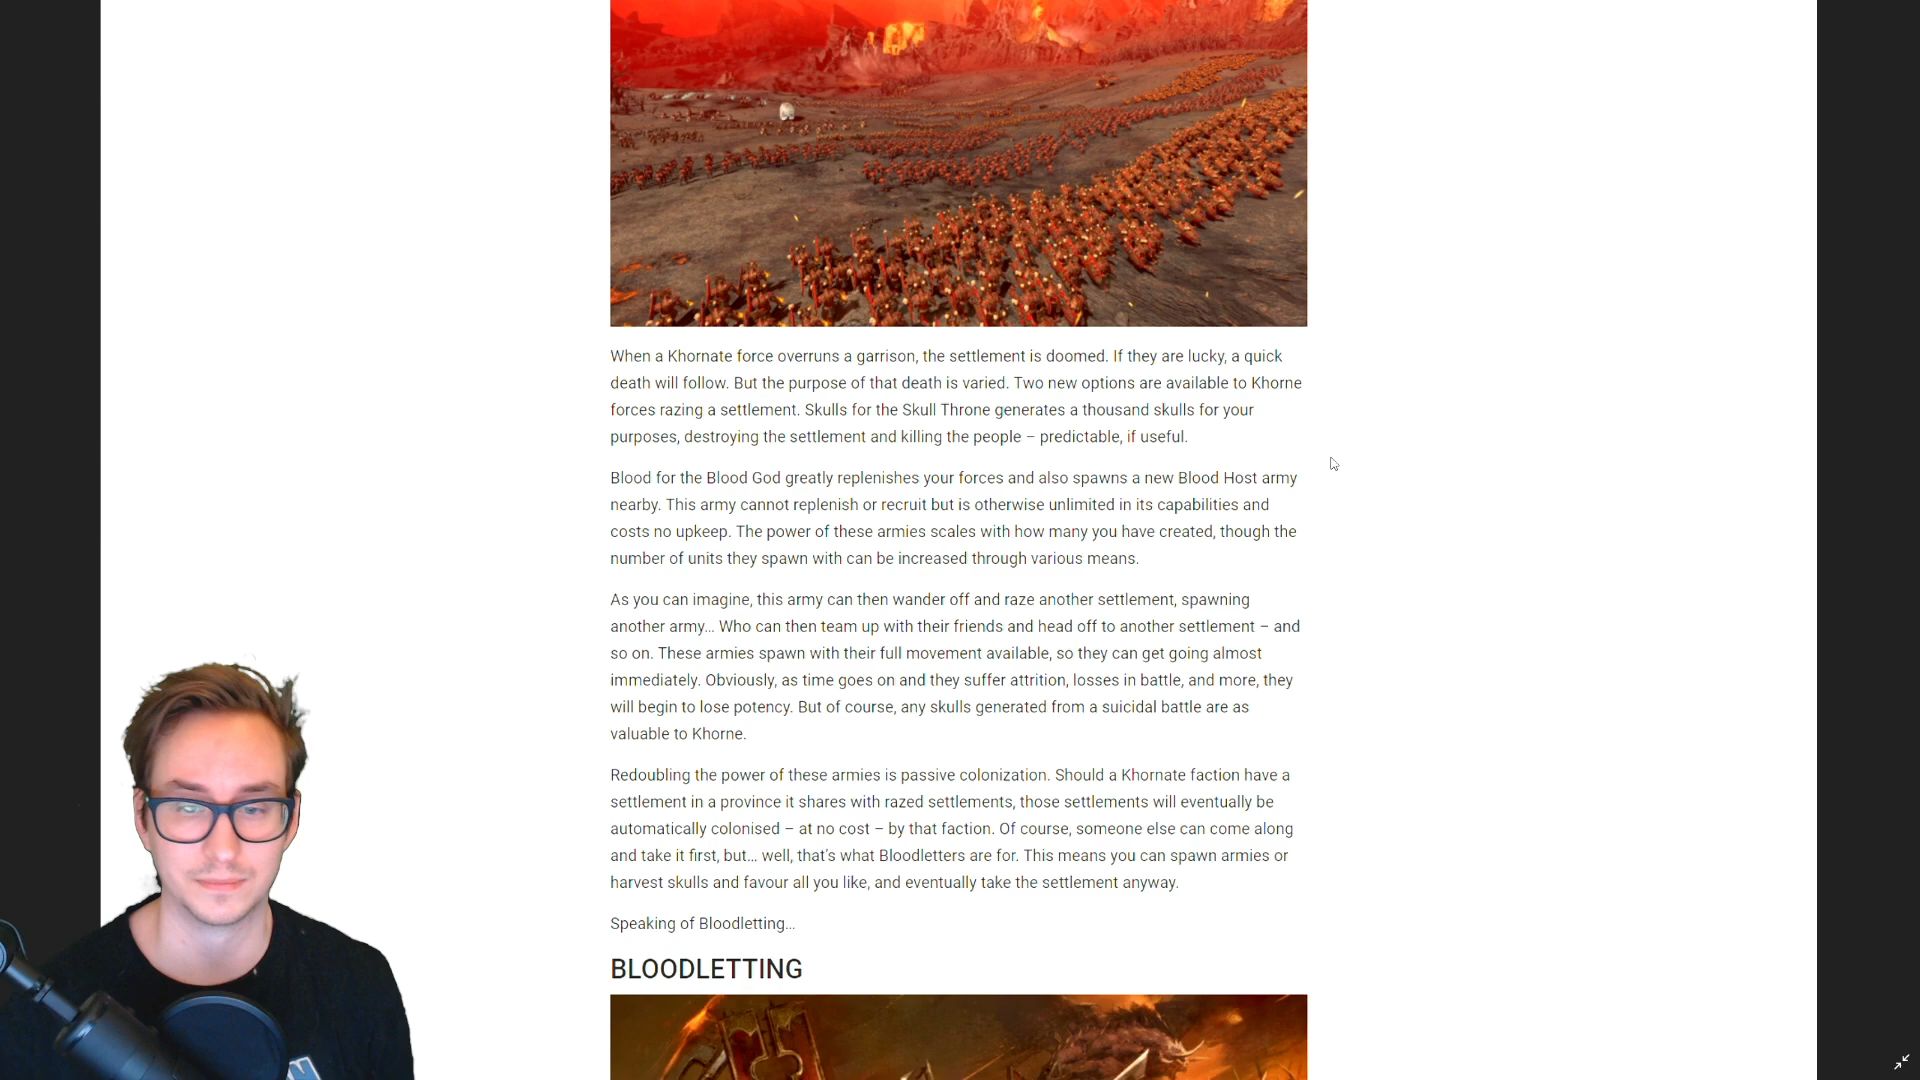 When a Khornate force overruns a garrison, the settlement is doomed. If they are lucky, a quick
death will follow. But the purpose of that death is varied. Two new options are available to Khorne
forces razing a settlement. Skulls for the Skull Throne generates a thousand skulls for your
purposes, destroying the settlement and killing the people – predictable, if useful.
Blood for the Blood God greatly replenishes your forces and also spawns a new Blood Host army
nearby. This army cannot replenish or recruit but is otherwise unlimited in its capabilities and
costs no upkeep. The power of these armies scales with how many you have created, though the
number of units they spawn with can be increased through various means.
As you can imagine, this army can then wander off and raze another settlement, spawning
another army… Who can then team up with their friends and head off to another settlement – and
so on. These armies spawn with their full movement available, so they can get going almost
immediately. Obviously, as time goes on and they suffer attrition, losses in battle, and more, they
will begin to lose potency. But of course, any skulls generated from a suicidal battle are as
valuable to Khorne.
Redoubling the power of these armies is passive colonization. Should a Khornate faction have a
settlement in a province it shares with razed settlements, those settlements will eventually be
automatically colonised – at no cost – by that faction. Of course, someone else can come along
and take it first, but… well, that's what Bloodletters are for. This means you can spawn armies or
harvest skulls and favour all you like, and eventually take the settlement anyway.
Speaking of Bloodletting…
BLOODLETTING